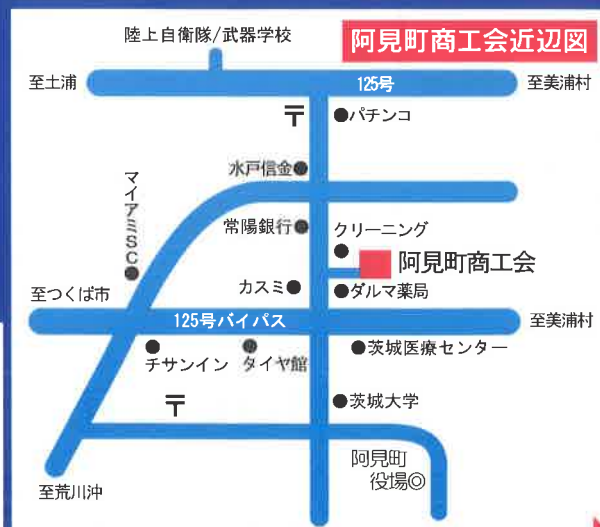 陸上自衛隊/武器学校
阿見町商工会近辺図
至土浦
125号
至美浦村
〒
●パチンコ
水戸信金●
マイアミSC●
常陽銀行●
クリーニング
●
阿見町商工会
カスミ●
●ダルマ薬局
至つくば市
125号バイパス
至美浦村
●
チサンイン
●
タイヤ館
●茨城医療センター
〒
●茨城大学
阿見町
役場◎
至荒川沖